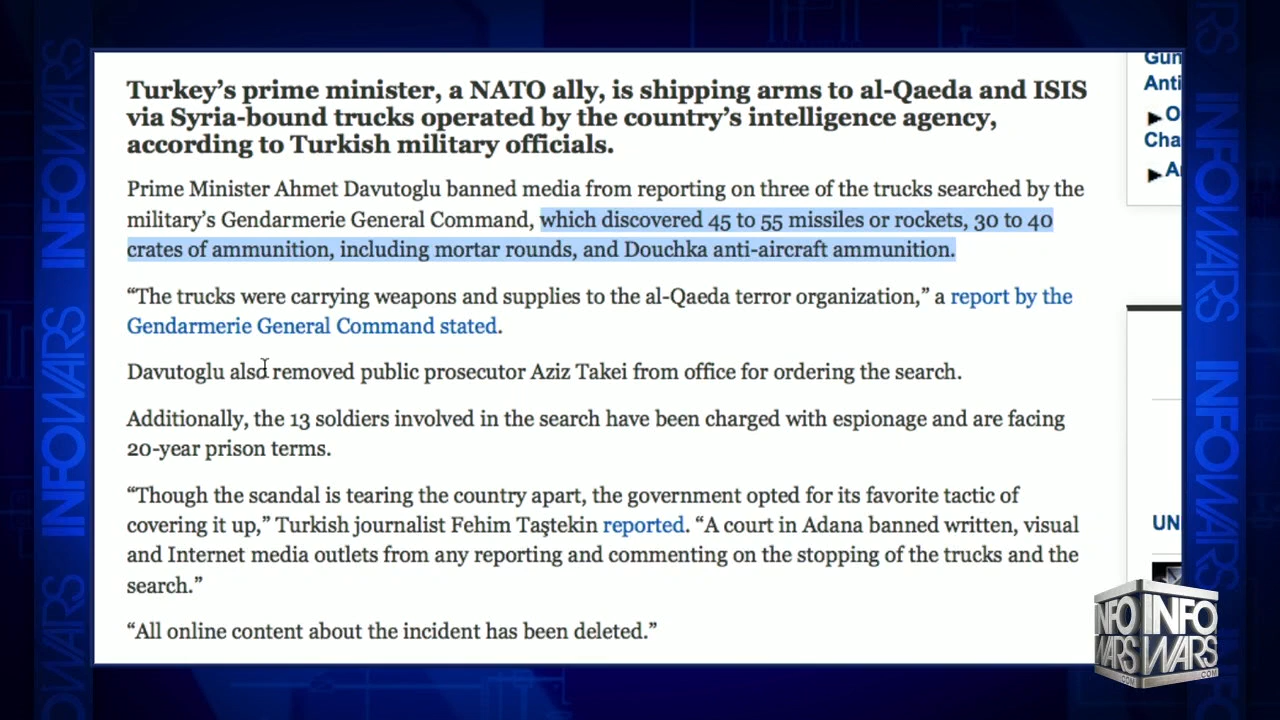 Turkey's prime minister, a NATO ally, is shipping arms to al-Qaeda and ISIS
via Syria-bound trucks operated by the country's intelligence agency,
according to Turkish military officials.
Prime Minister Ahmet Davutoglu banned media from reporting on three of the trucks searched by the
military's Gendarmerie General Command, which discovered 45 to 55 missiles or rockets, 30 to 40
crates of ammunition, including mortar rounds, and Douchka anti-aircraft ammunition.
“The trucks were carrying weapons and supplies to the al-Qaeda terror organization,” a report by the
Gendarmerie General Command stated.
Davutoglu also removed public prosecutor Aziz Takei from office for ordering the search.
Additionally, the 13 soldiers involved in the search have been charged with espionage and are facing
20-year prison terms.
“Though the scandal is tearing the country apart, the government opted for its favorite tactic of
covering it up,” Turkish journalist Fehim Taştekin reported. “A court in Adana banned written, visual
and Internet media outlets from any reporting and commenting on the stopping of the trucks and the
search.”
“All online content about the incident has been deleted.”
Gun
Anti
O
Cha
A
UN
INFOWARS
INFOWARS
INFOWARS
INFOWARS
INFO
WARS
.COM
INFO
WARS
.COM